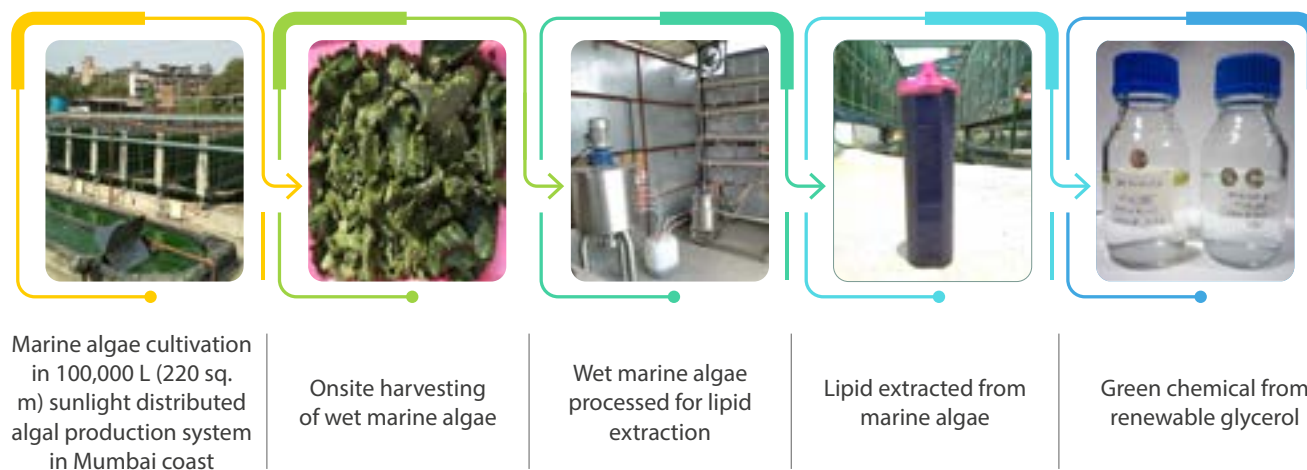 Marine algae cultivation
in 100,000 L (220 sq.
m) sunlight distributed
algal production system
in Mumbai coast
Onsite harvesting
of wet marine algae
Wet marine algae
processed for lipid
extraction
Lipid extracted from
marine algae
Green chemical from
renewable glycerol